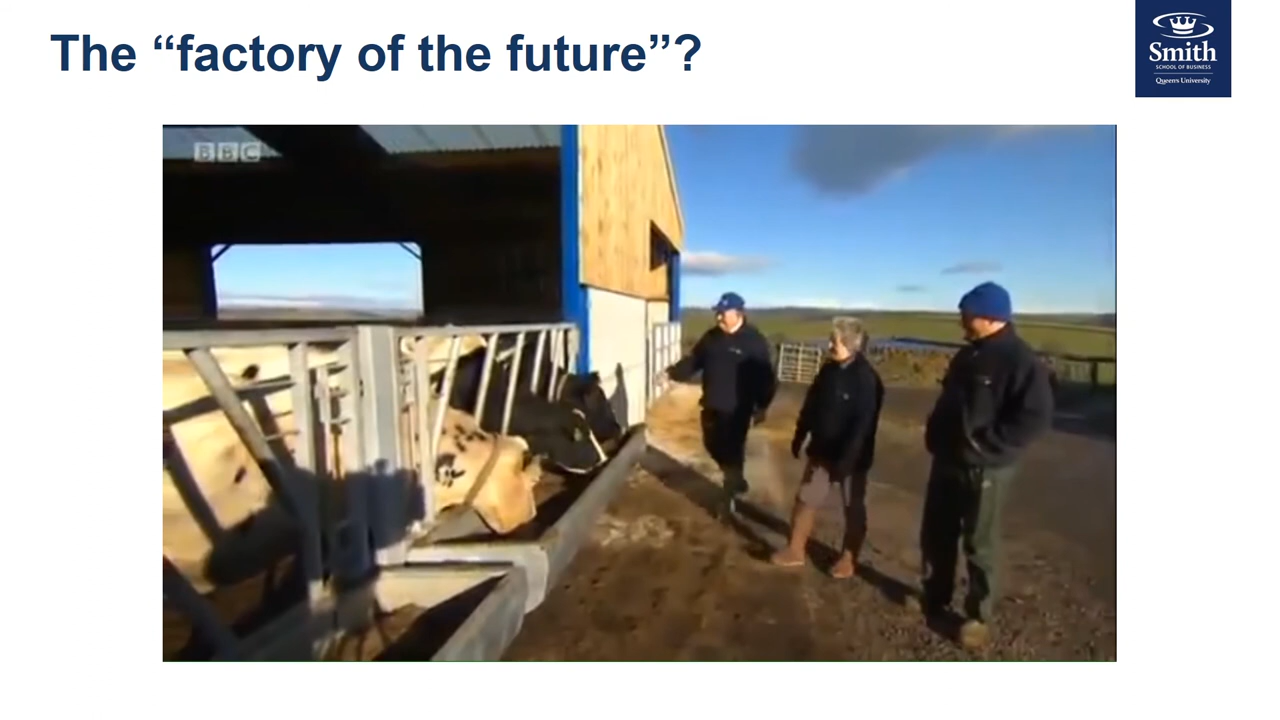 The “factory of the future”?
Smith
SCHOOL OF BUSINESS
Queen's University
BBC